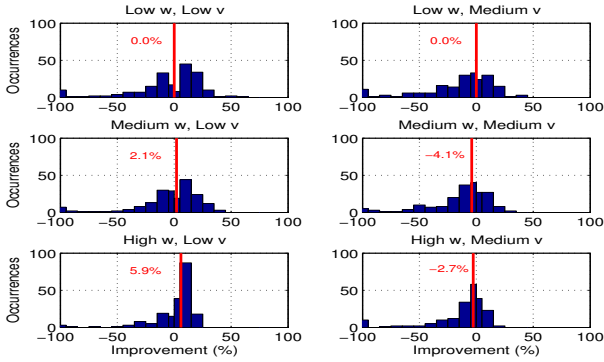 Low w, Low v
Low w, Medium v
Occurrences
100
50
0
0.0%
−100 −50 0 50 100
100
50
0
0.0%
−100 −50 0 50 100
Medium w, Low v
Medium w, Medium v
Occurrences
100
50
0
2.1%
−100 −50 0 50 100
100
50
0
−4.1%
−100 −50 0 50 100
High w, Low v
High w, Medium v
Occurrences
100
50
0
5.9%
−100 −50 0 50 100
Improvement (%)
100
50
0
−2.7%
−100 −50 0 50 100
Improvement (%)